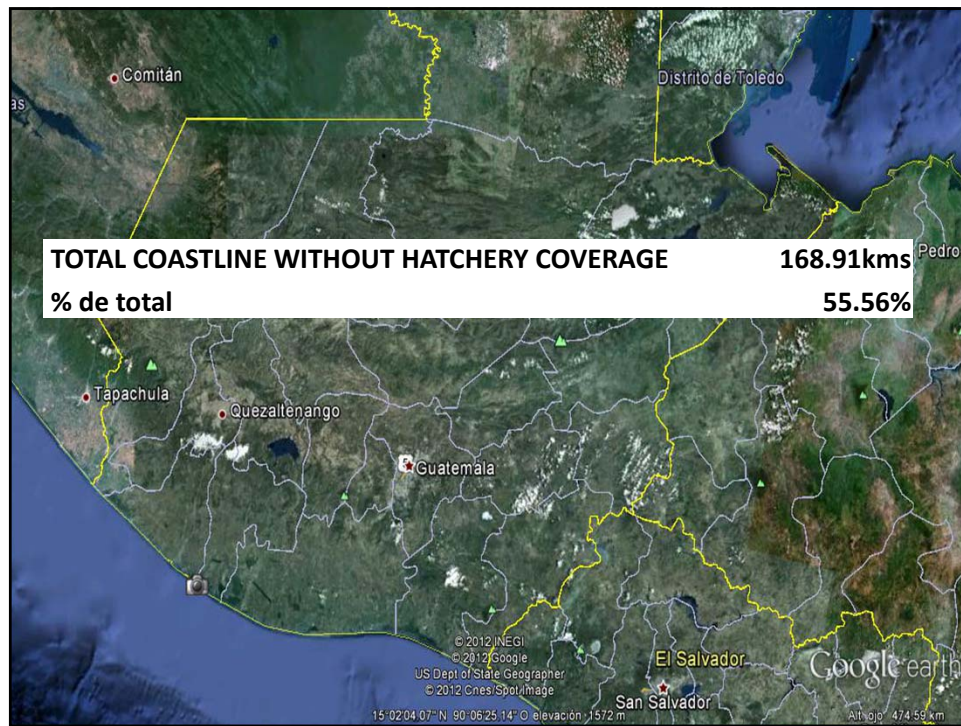 Comitán
as
Distrito de Toledo
TOTAL COASTLINE WITHOUT HATCHERY COVERAGE 168.91kms
Pedro
% de total 55.56%
Tapachula
Quezaltenango
Guatemala
© 2012 INEGI
© 2012 Google
US Dept of State Geographer
© 2012 Cnes/Spot Image
El Salvador
Google earth
San Salvador
15°02'04.07" N 90°06'25.14" O elevación 1572 m Alt. ojo 474.59 km